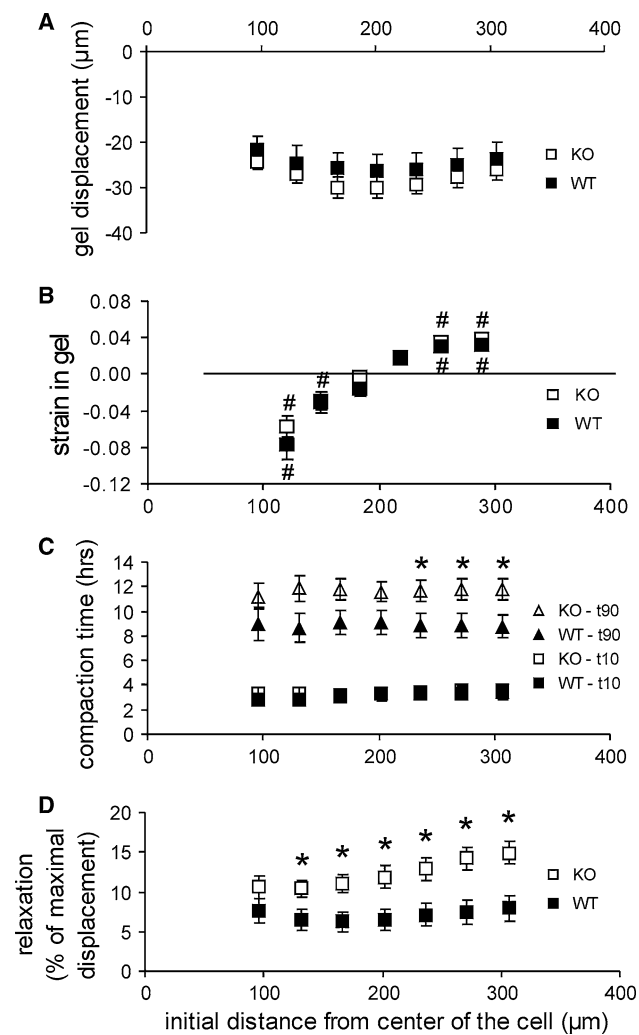 A
0 100 200 300 400
gel displacement (µm)
0
-10
-20
-30
-40
KO
WT
B
strain in gel
0.08
0.04
0.00
-0.04
-0.08
-0.12
# #
# # #
#
#
KO
WT
0 100 200 300 400
C
compaction time (hrs)
14
12
10
8
6
4
2
0
* * *
KO - t90
WT - t90
KO - t10
WT - t10
0 100 200 300 400
D
relaxation
(% of maximal
displacement)
20
15
10
5
0
* * * * * *
KO
WT
0 100 200 300 400
initial distance from center of the cell (µm)